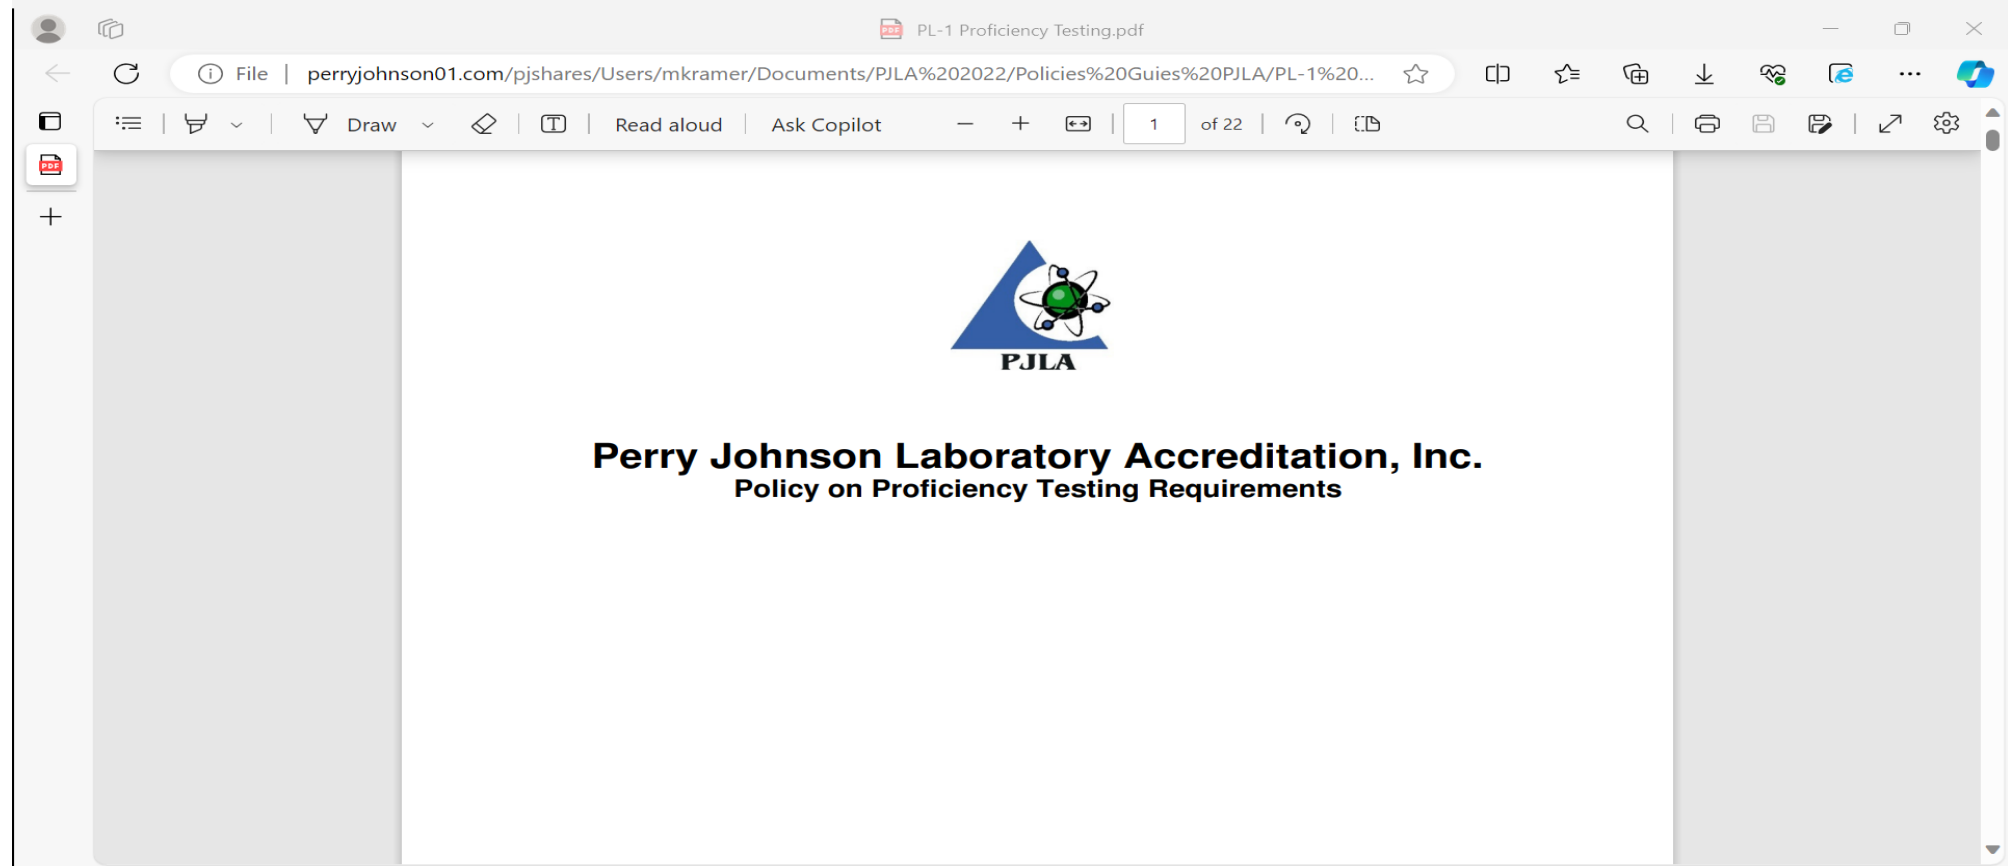 PL-1 Proficiency Testing.pdf
File | perryjohnson01.com/pjshares/Users/mkramer/Documents/PJLA%202022/Policies%20Guies%20PJLA/PL-1%20...
Draw Read aloud Ask Copilot 1 of 22
PDF
PJLA
Perry Johnson Laboratory Accreditation, Inc.
Policy on Proficiency Testing Requirements